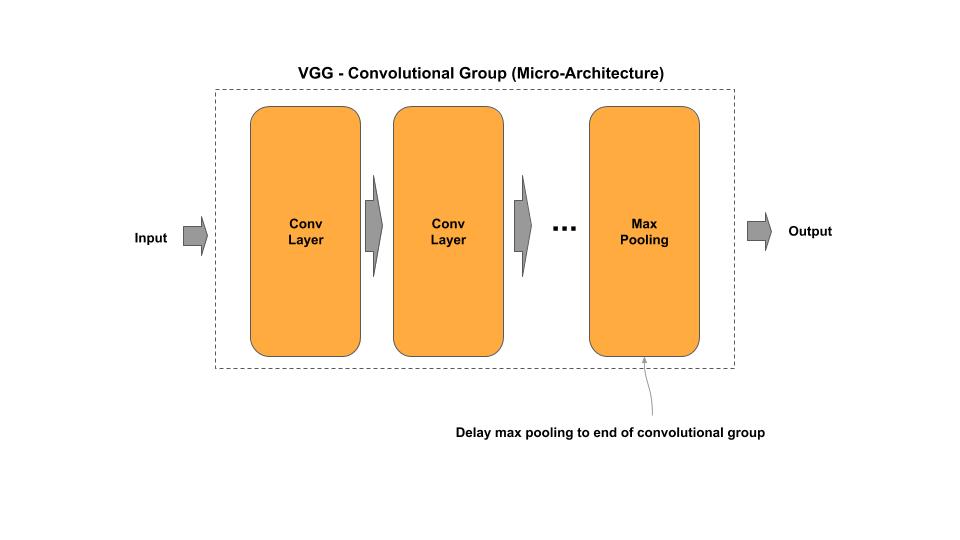 VGG - Convolutional Group (Micro-Architecture)
Input
Conv
Layer
Conv
Layer
...
Max
Pooling
Output
Delay max pooling to end of convolutional group